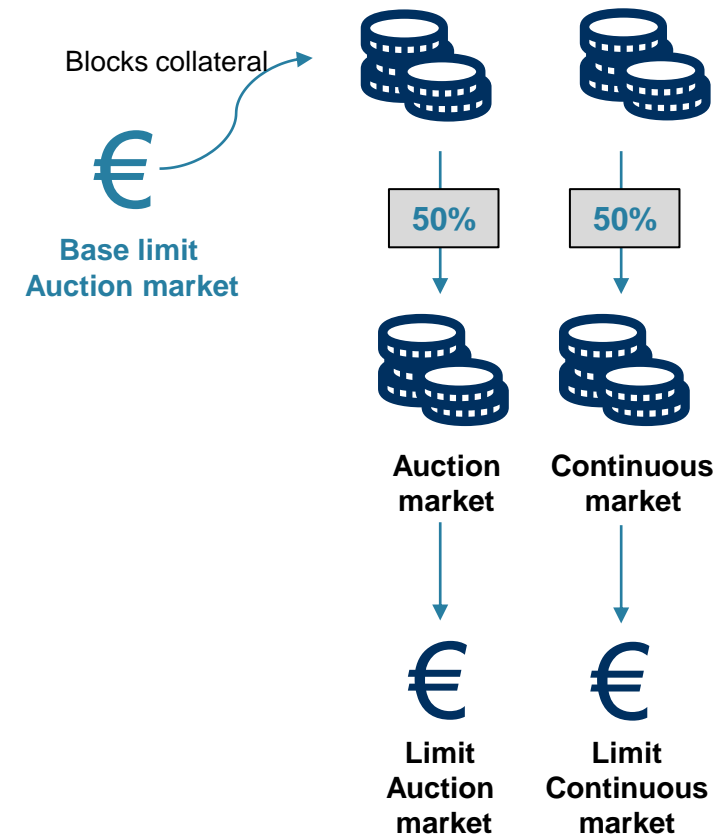 Blocks collateral
€
Base limit
Auction market
50%
50%
Auction
market
Continuous
market
€
€
Limit
Auction
market
Limit
Continuous
market